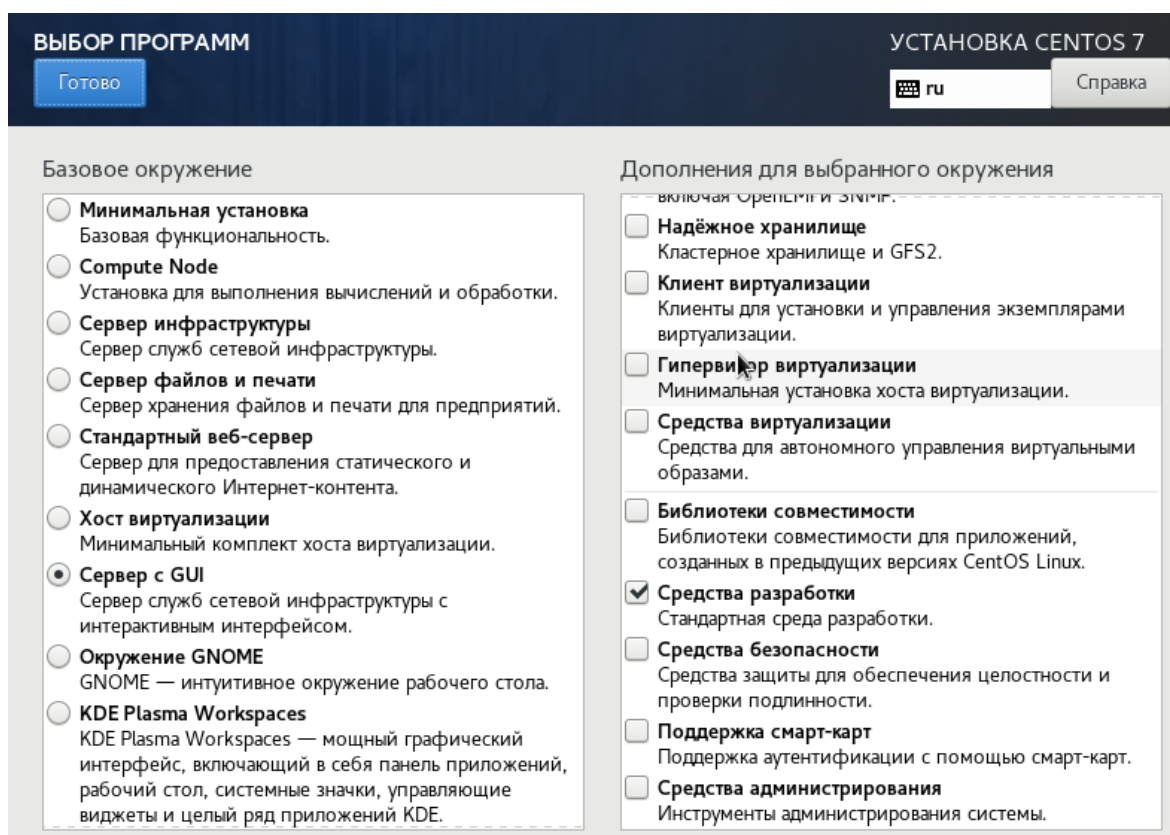 ВЫБОР ПРОГРАММ
Готово
УСТАНОВКА CENTOS 7
ru
Справка
Базовое окружение
Минимальная установка
Базовая функциональность.
Compute Node
Установка для выполнения вычислений и обработки.
Сервер инфраструктуры
Сервер служб сетевой инфраструктуры.
Сервер файлов и печати
Сервер хранения файлов и печати для предприятий.
Стандартный веб-сервер
Сервер для предоставления статического и
динамического Интернет-контента.
Хост виртуализации
Минимальный комплект хоста виртуализации.
Сервер с GUI
Сервер служб сетевой инфраструктуры с
интерактивным интерфейсом.
Окружение GNOME
GNOME — интуитивное окружение рабочего стола.
KDE Plasma Workspaces
KDE Plasma Workspaces — мощный графический
интерфейс, включающий в себя панель приложений,
рабочий стол, системные значки, управляющие
виджеты и целый ряд приложений KDE.
Дополнения для выбранного окружения
включая OpenLMI и SNMP.
Надёжное хранилище
Кластерное хранилище и GFS2.
Клиент виртуализации
Клиенты для установки и управления экземплярами
виртуализации.
Гипервизор виртуализации
Минимальная установка хоста виртуализации.
Средства виртуализации
Средства для автономного управления виртуальными
образами.
Библиотеки совместимости
Библиотеки совместимости для приложений,
созданных в предыдущих версиях CentOS Linux.
Средства разработки
Стандартная среда разработки.
Средства безопасности
Средства защиты для обеспечения целостности и
проверки подлинности.
Поддержка смарт-карт
Поддержка аутентификации с помощью смарт-карт.
Средства администрирования
Инструменты администрирования системы.